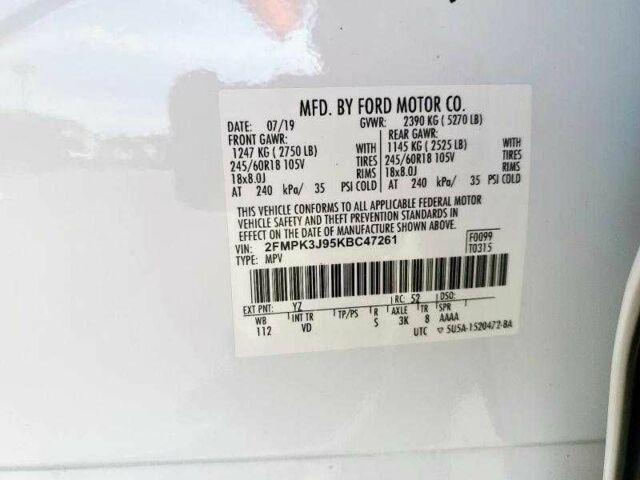 MFD. BY FORD MOTOR CO.
DATE: 07/19 GVWR: 2390 KG ( 5270 LB)
FRONT GAWR: REAR GAWR:
1247 KG ( 2750 LB) WITH 1145 KG ( 2525 LB) WITH
245/60R18 105V TIRES 245/60R18 105V TIRES
18x8.0J RIMS 18x8.0J RIMS
AT 240 kPa/ 35 PSI COLD AT 240 kPa/ 35 PSI COLD
THIS VEHICLE CONFORMS TO ALL APPLICABLE FEDERAL MOTOR
VEHICLE SAFETY AND THEFT PREVENTION STANDARDS IN
EFFECT ON THE DATE OF MANUFACTURE SHOWN ABOVE.
VIN: 2FMPK3J95KBC47261 F0099
TYPE: MPV T0315
EXT PNT: YZ RC: 52 DSO:
WB INT TR TP/PS R AXLE TR SPR
112 VD S 3K 8 AAAA
UTC ▽ 5U5A-1520472-BA